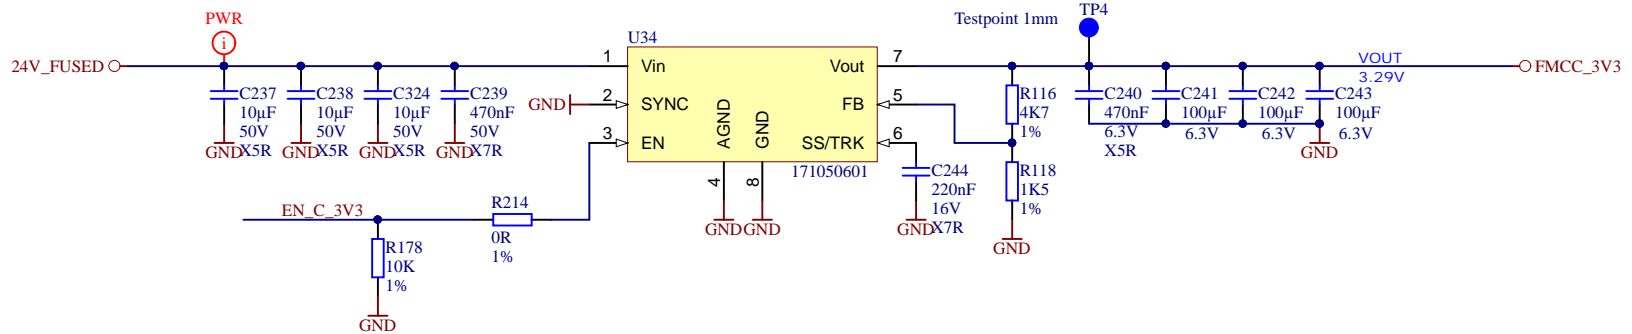 PWR
i
24V_FUSED
C237
10µF
50V
X5R
GND
C238
10µF
50V
X5R
GND
C324
10µF
50V
X5R
GND
C239
470nF
50V
X7R
GND
U34
1
Vin
GND
2
SYNC
3
EN
AGND
GND
4
8
GND
GND
Vout
7
FB
5
SS/TRK
6
171050601
C244
220nF
16V
X7R
GND
R116
4K7
1%
R118
1K5
1%
GND
Testpoint 1mm
TP4
C240
470nF
6.3V
X5R
C241
100µF
6.3V
C242
100µF
6.3V
C243
100µF
6.3V
GND
VOUT
3.29V
FMCC_3V3
EN_C_3V3
R214
0R
1%
R178
10K
1%
GND